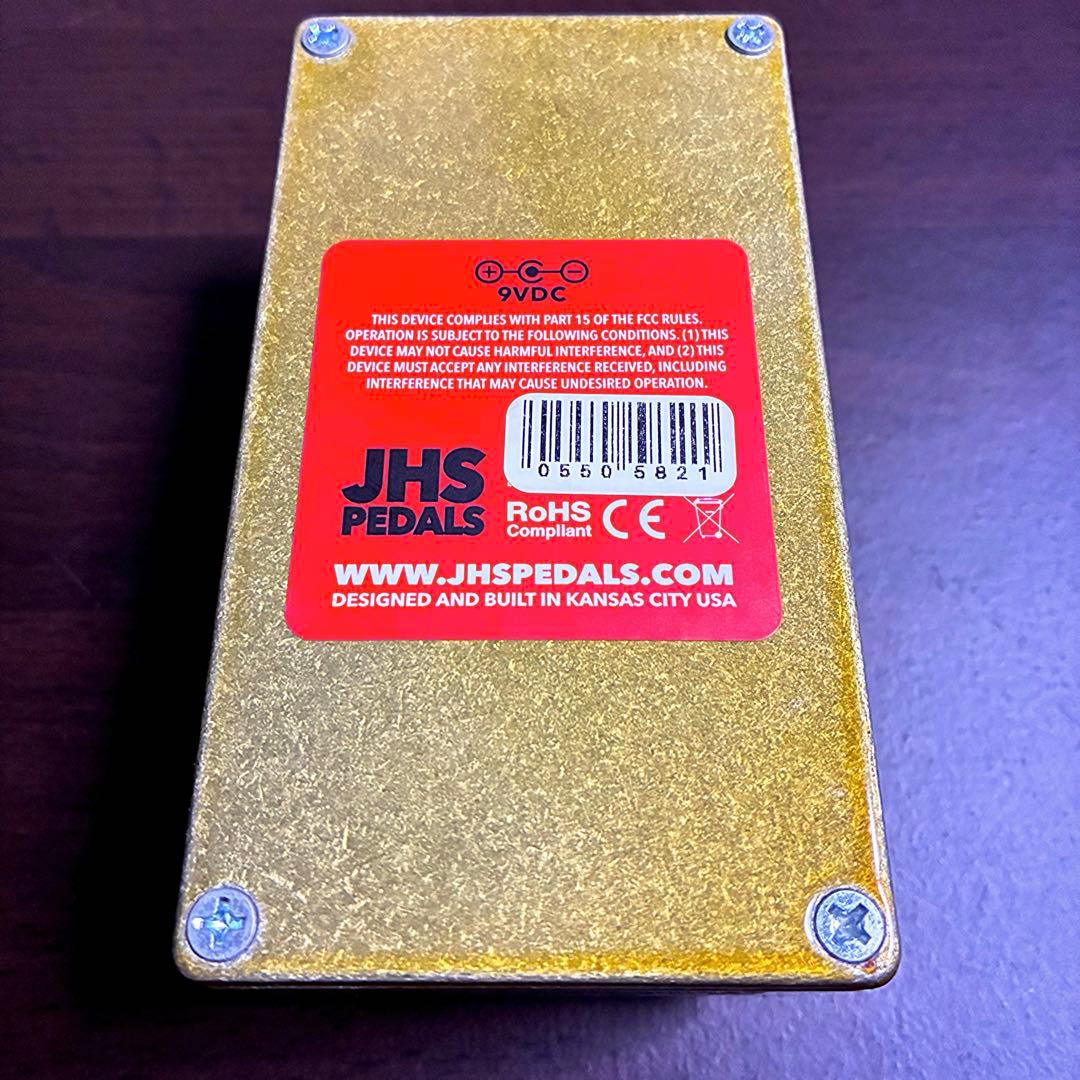 9VDC
THIS DEVICE COMPLIES WITH PART 15 OF THE FCC RULES.
OPERATION IS SUBJECT TO THE FOLLOWING CONDITIONS. (1) THIS
DEVICE MAY NOT CAUSE HARMFUL INTERFERENCE, AND (2) THIS
DEVICE MUST ACCEPT ANY INTERFERENCE RECEIVED, INCLUDING
INTERFERENCE THAT MAY CAUSE UNDESIRED OPERATION.
0550 5821
JHS
PEDALS
RoHS
Compliant
CE
WWW.JHSPEDALS.COM
DESIGNED AND BUILT IN KANSAS CITY USA